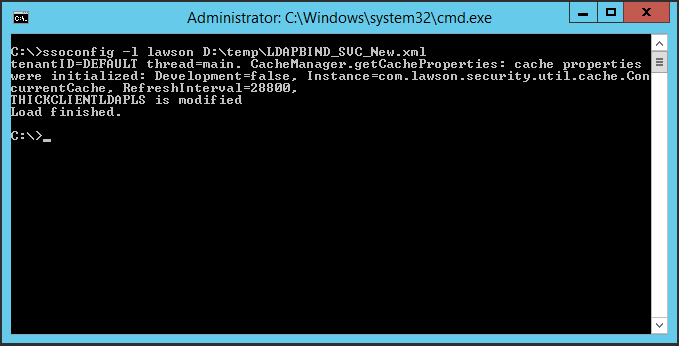 Administrator: C:\Windows\system32\cmd.exe
C:\>ssoconfig -l lawson D:\temp\LDAPBIND_SVC_New.xml
tenantID=DEFAULT thread=main. CacheManager.getCacheProperties: cache properties
were initialized: Development=false, Instance=com.lawson.security.util.cache.Con
currentCache, RefreshInterval=28800,
THICKCLIENTLDAPLS is modified
Load finished.
C:\>_